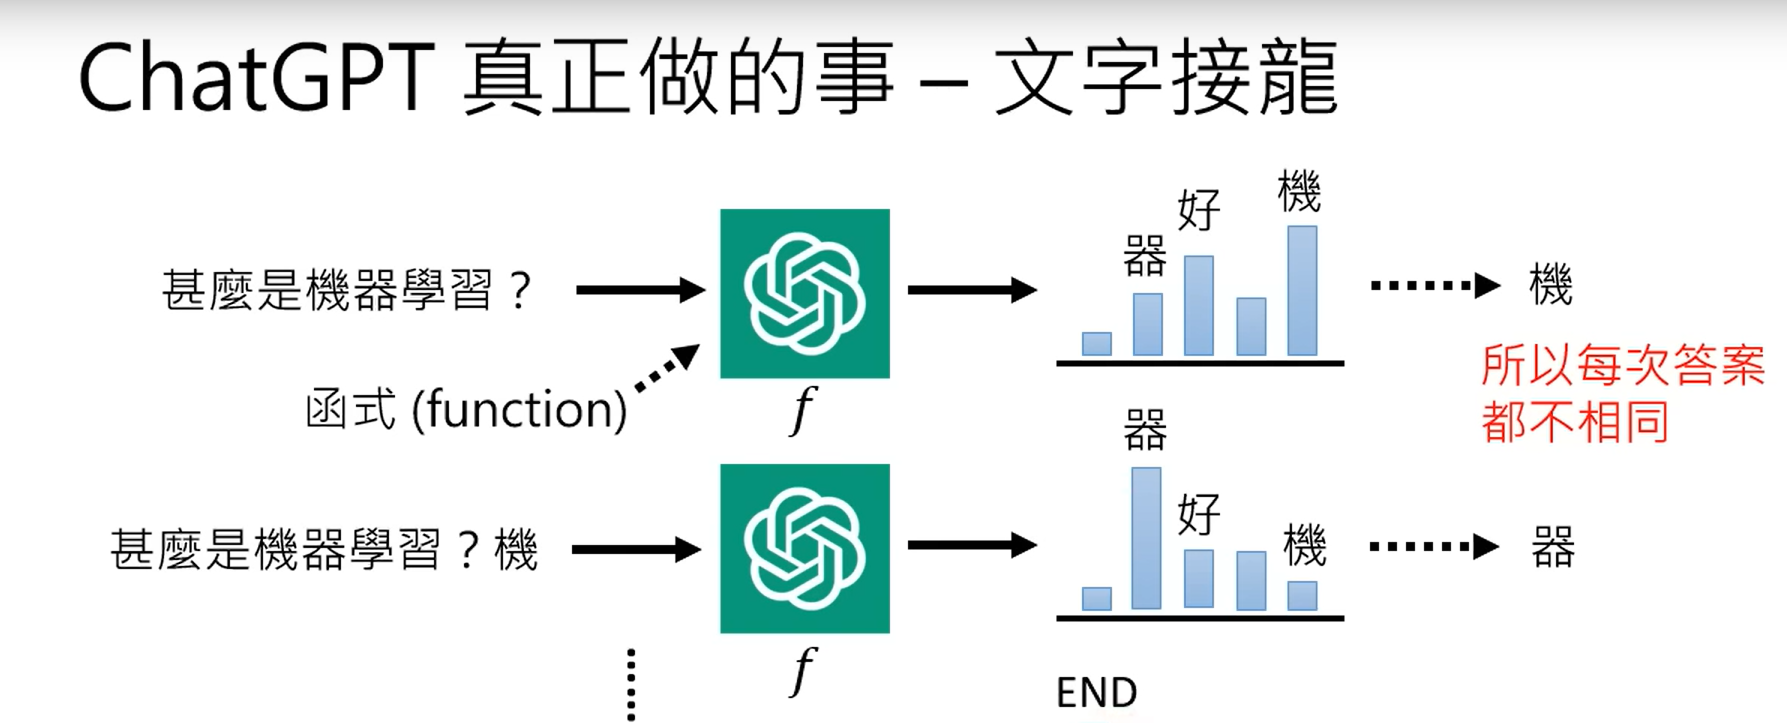 ChatGPT 真正做的事 – 文字接龍
甚麼是機器學習？
器
好
機
機
函式 (function)
f
所以每次答案
都不相同
甚麼是機器學習？機
器
好
機
器
f
END